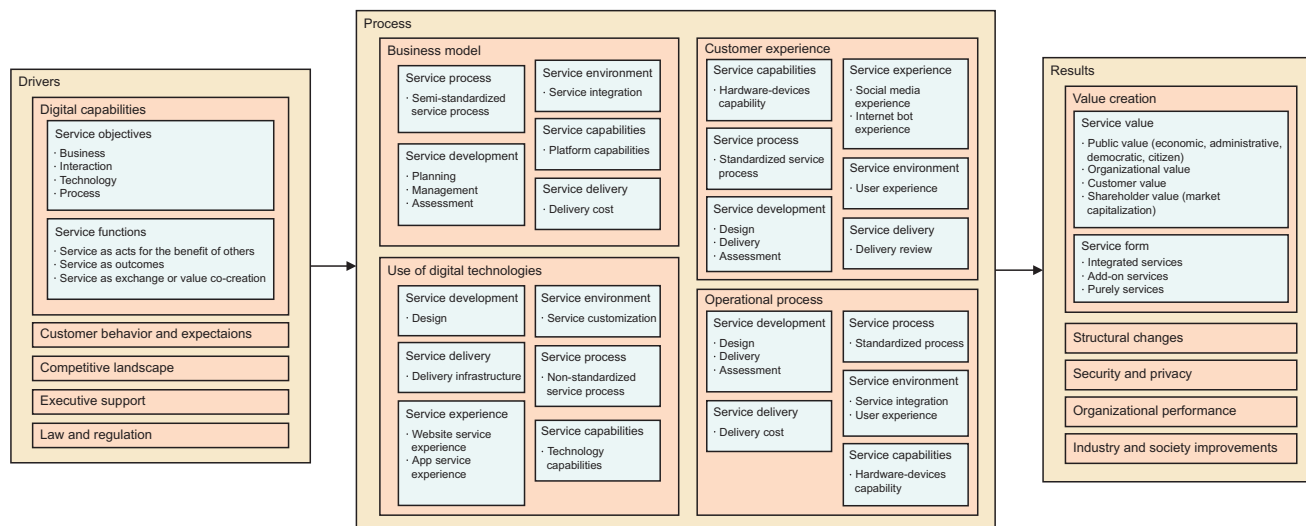 Drivers
Digital capabilities
Service objectives
· Business
· Interaction
· Technology
· Process
Service functions
· Service as acts for the benefit of others
· Service as outcomes
· Service as exchange or value co-creation
Customer behavior and expectaions
Competitive landscape
Executive support
Law and regulation
Process
Business model
Service process
· Semi-standardized
service process
Service development
· Planning
· Management
· Assessment
Service environment
· Service integration
Service capabilities
· Platform capabilities
Service delivery
· Delivery cost
Use of digital technologies
Service development
· Design
Service delivery
· Delivery infrastructure
Service experience
· Website service
experience
· App service
experience
Service environment
· Service customization
Service process
· Non-standardized
service process
Service capabilities
· Technology
capabilities
Customer experience
Service capabilities
· Hardware-devices
capability
Service process
· Standardized service
process
Service development
· Design
· Delivery
· Assessment
Service experience
· Social media
experience
· Internet bot
experience
Service environment
· User experience
Service delivery
· Delivery review
Operational process
Service development
· Design
· Delivery
· Assessment
Service delivery
· Delivery cost
Service process
· Standardized process
Service environment
· Service integration
· User experience
Service capabilities
· Hardware-devices
capability
Results
Value creation
Service value
· Public value (economic, administrative,
democratic, citizen)
· Organizational value
· Customer value
· Shareholder value (market
capitalization)
Service form
· Integrated services
· Add-on services
· Purely services
Structural changes
Security and privacy
Organizational performance
Industry and society improvements